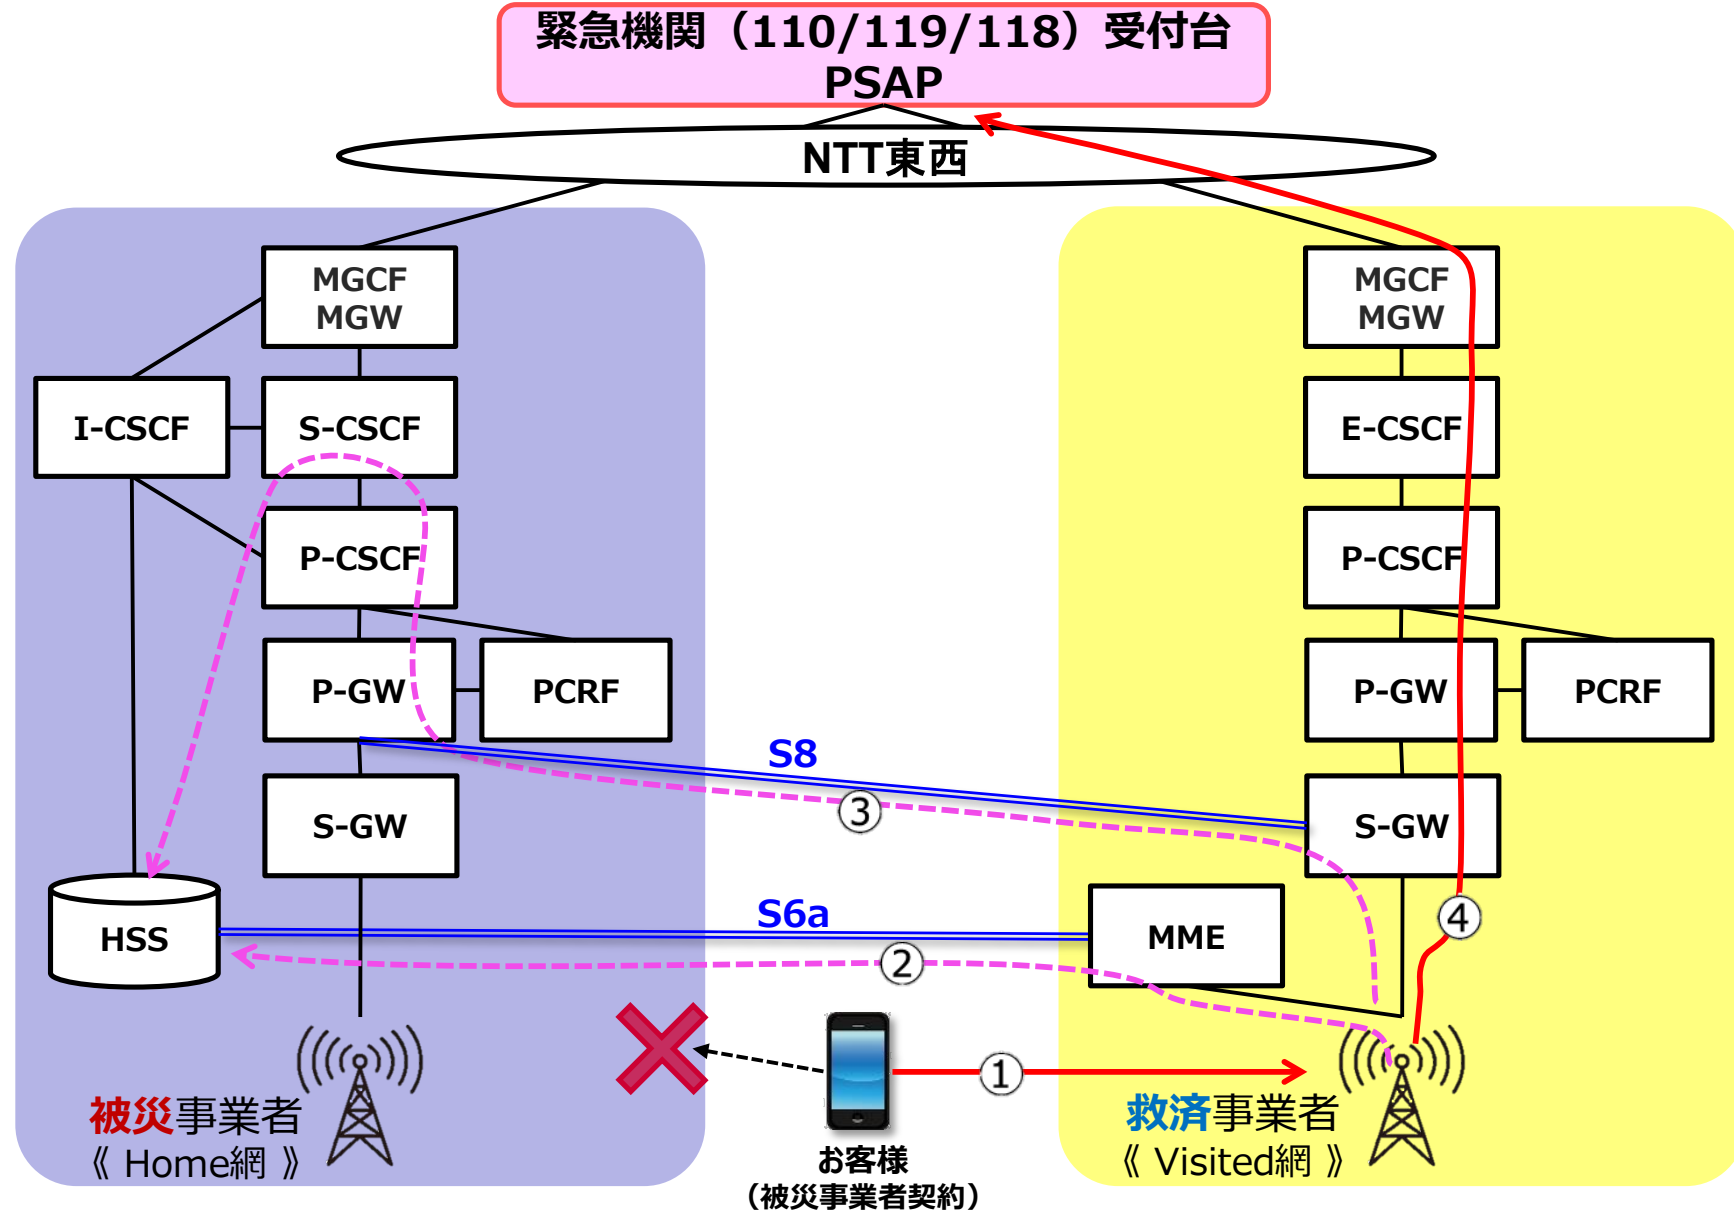 緊急機関（110/119/118）受付台
PSAP
NTT東西
MGCF
MGW
I-CSCF
S-CSCF
P-CSCF
P-GW
PCRF
S-GW
HSS
被災事業者
《 Home網 》
S8
③
S6a
②
①
お客様
（被災事業者契約）
MGCF
MGW
E-CSCF
P-CSCF
P-GW
PCRF
S-GW
④
MME
救済事業者
《 Visited網 》